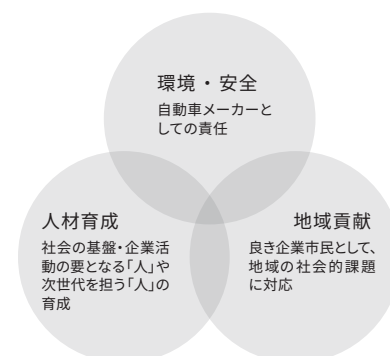 環境・安全
自動車メーカーと
しての責任
人材育成
社会の基盤・企業活
動の要となる「人」や
次世代を担う「人」の
育成
地域貢献
良き企業市民として、
地域の社会的課題
に対応